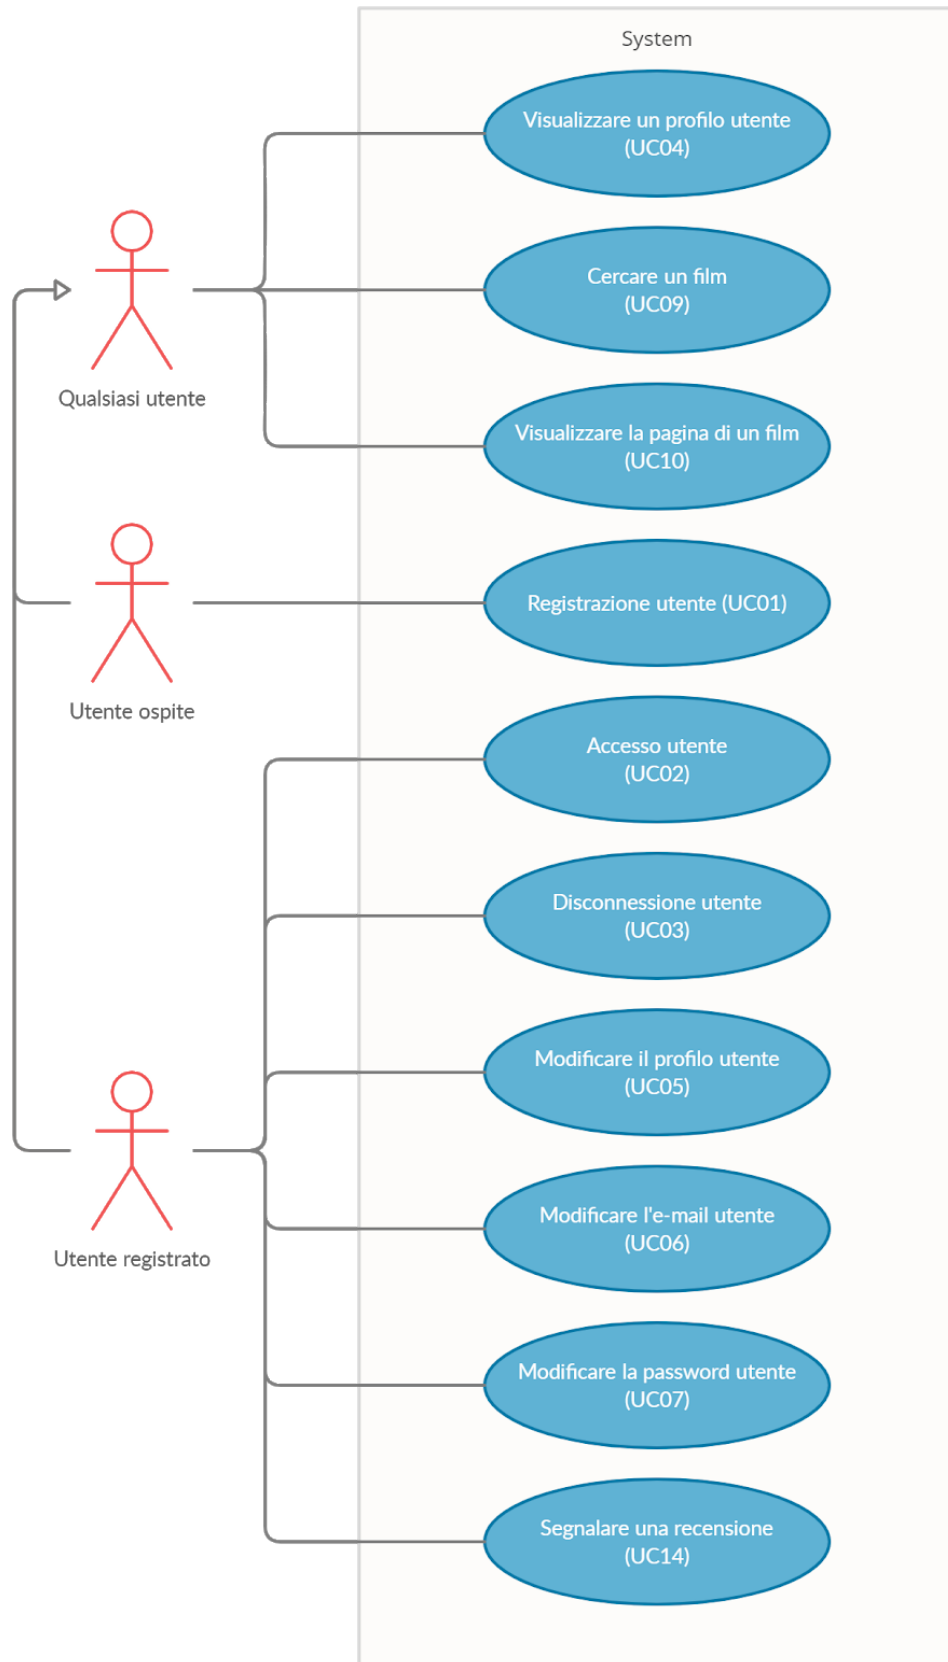 System
Visualizzare un profilo utente
(UC04)
Cercare un film
(UC09)
Qualsiasi utente
Visualizzare la pagina di un film
(UC10)
Registrazione utente (UC01)
Utente ospite
Accesso utente
(UC02)
Disconnessione utente
(UC03)
Modificare il profilo utente
(UC05)
Modificare l'e-mail utente
(UC06)
Utente registrato
Modificare la password utente
(UC07)
Segnalare una recensione
(UC14)